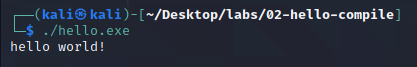 ┌──(kali㉿kali)-[~/Desktop/labs/02-hello-compile]
└─$ ./hello.exe
hello world!